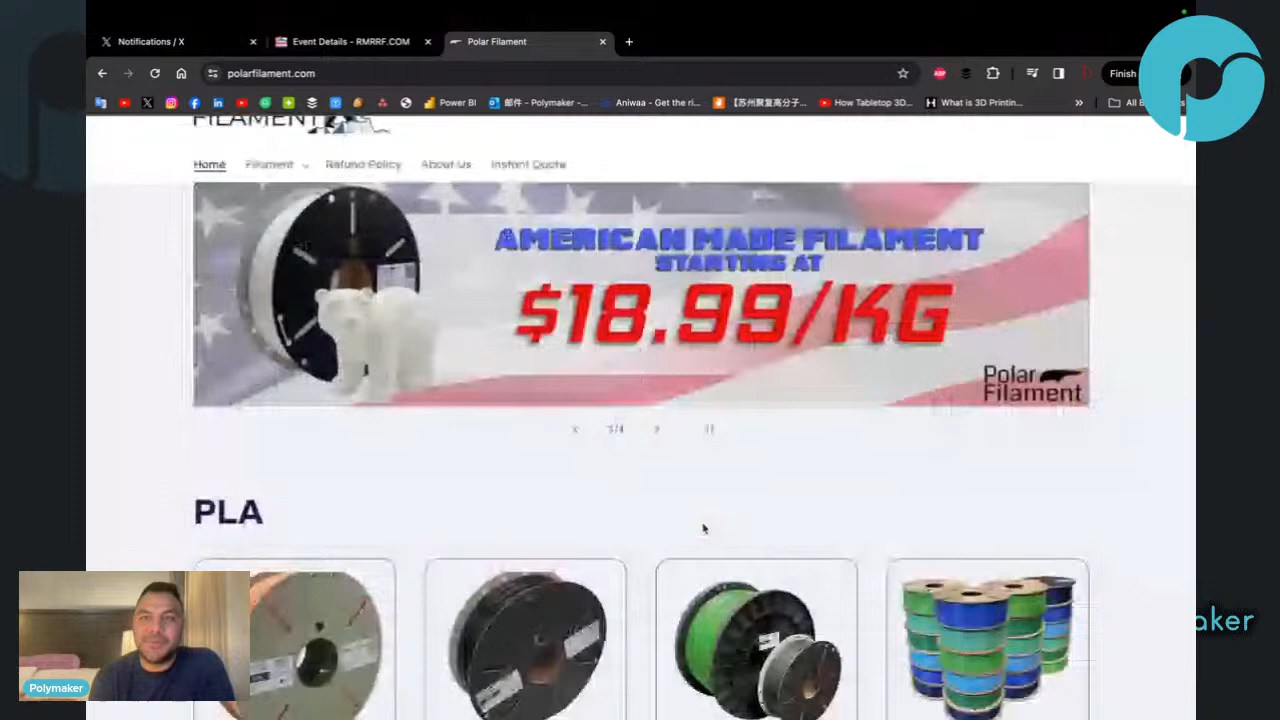 Notifications / X
Event Details - RMRRF.COM
Polar Filament
polarfilament.com
Finish
Power BI
邮件 - Polymaker -...
Aniwaa - Get the ri...
【苏州聚复高分子...
How Tabletop 3D...
What is 3D Printin...
»
All B
FILAMENT
Home
Filament
Refund Policy
About Us
Instant Quote
AMERICAN MADE FILAMENT
STARTING AT
$18.99/KG
Polar
Filament
PLA
Polymaker
aker